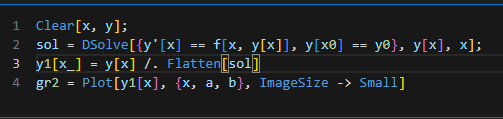 1 Clear[x, y];
2 sol = DSolve[{y'[x] == f[x, y[x]], y[x0] == y0}, y[x], x];
3 y1[x_] = y[x] /. Flatten[sol]
4 gr2 = Plot[y1[x], {x, a, b}, ImageSize -> Small]